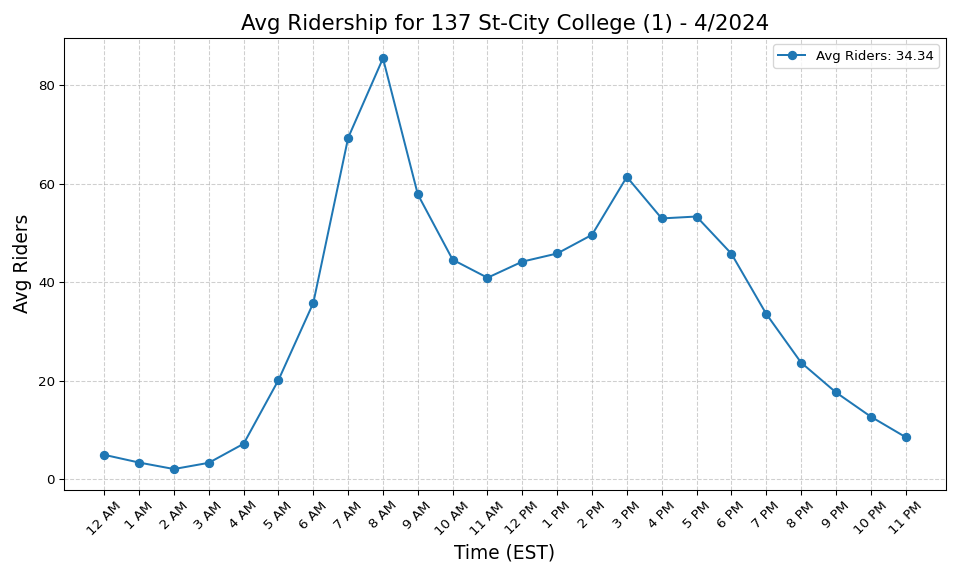 Avg Ridership for 137 St-City College (1) - 4/2024
Avg Riders: 34.34
Avg Riders
80
60
40
20
0
12 AM
1 AM
2 AM
3 AM
4 AM
5 AM
6 AM
7 AM
8 AM
9 AM
10 AM
11 AM
12 PM
1 PM
2 PM
3 PM
4 PM
5 PM
6 PM
7 PM
8 PM
9 PM
10 PM
11 PM
Time (EST)